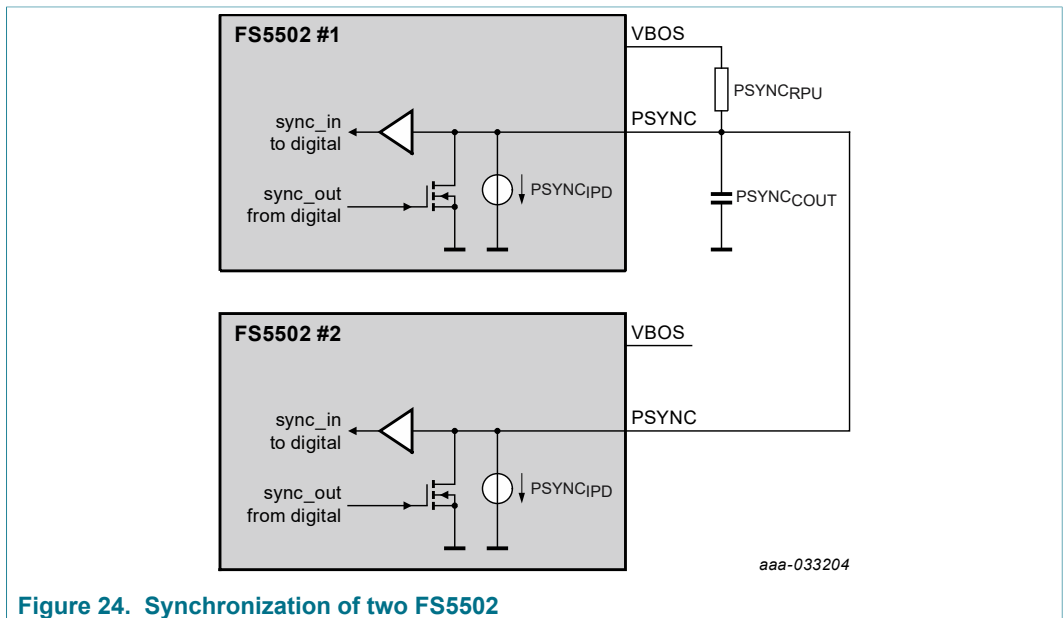 FS5502 #1
VBOS
PSYNCRPU
PSYNC
sync_in
to digital
sync_out
from digital
PSYNCIPD
PSYNCCOUT
FS5502 #2
VBOS
PSYNC
sync_in
to digital
sync_out
from digital
PSYNCIPD
aaa-033204
Figure 24. Synchronization of two FS5502